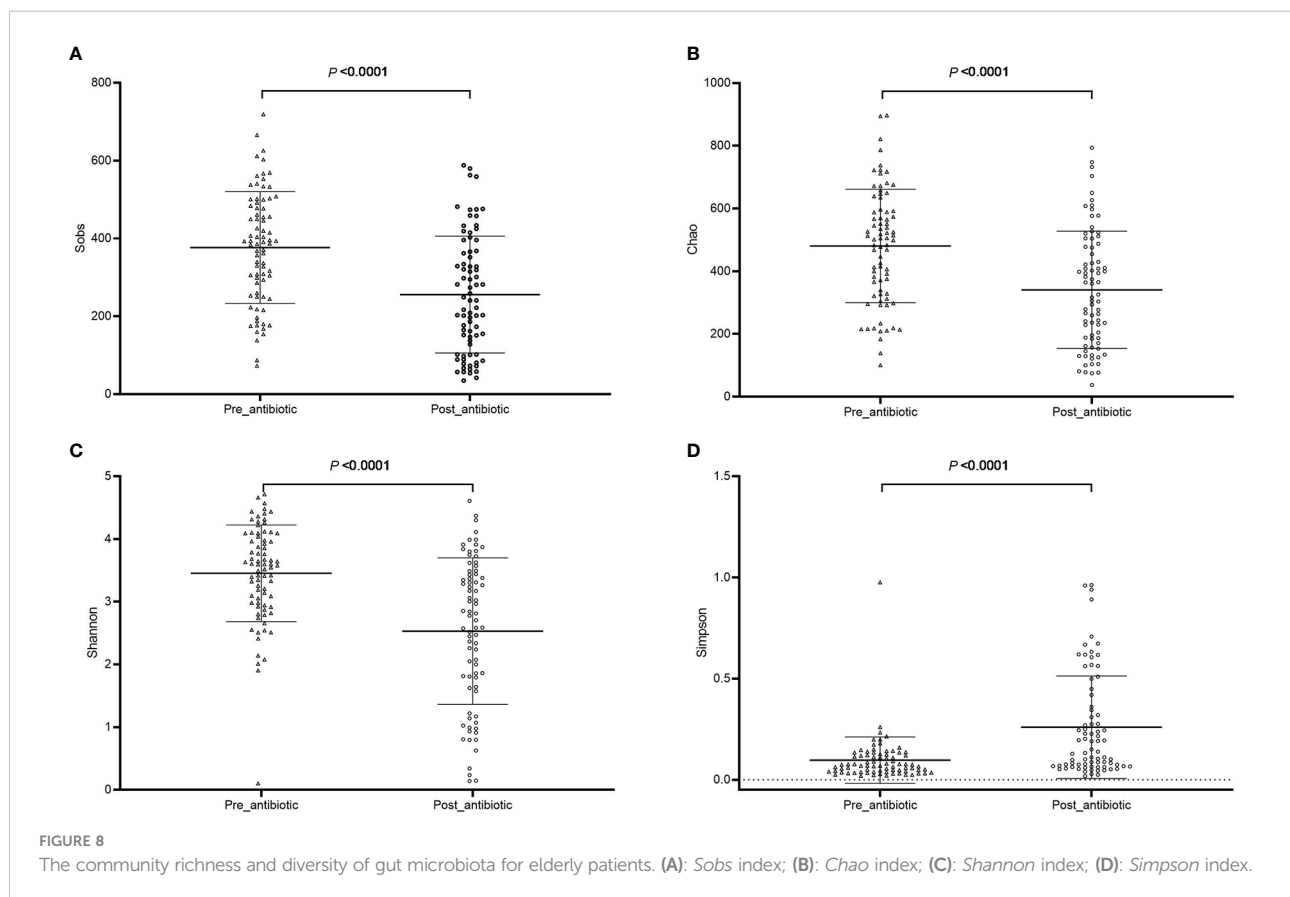 A
P <0.0001
800
600
400
200
0
Sobs
Pre_antibiotic
Post_antibiotic
B
P <0.0001
1000
800
600
400
200
0
Chao
Pre_antibiotic
Post_antibiotic
C
P <0.0001
5
4
3
2
1
0
Shannon
Pre_antibiotic
Post_antibiotic
D
P <0.0001
1.5
1.0
0.5
0.0
Simpson
Pre_antibiotic
Post_antibiotic
FIGURE 8
The community richness and diversity of gut microbiota for elderly patients. (A): Sobs index; (B): Chao index; (C): Shannon index; (D): Simpson index.